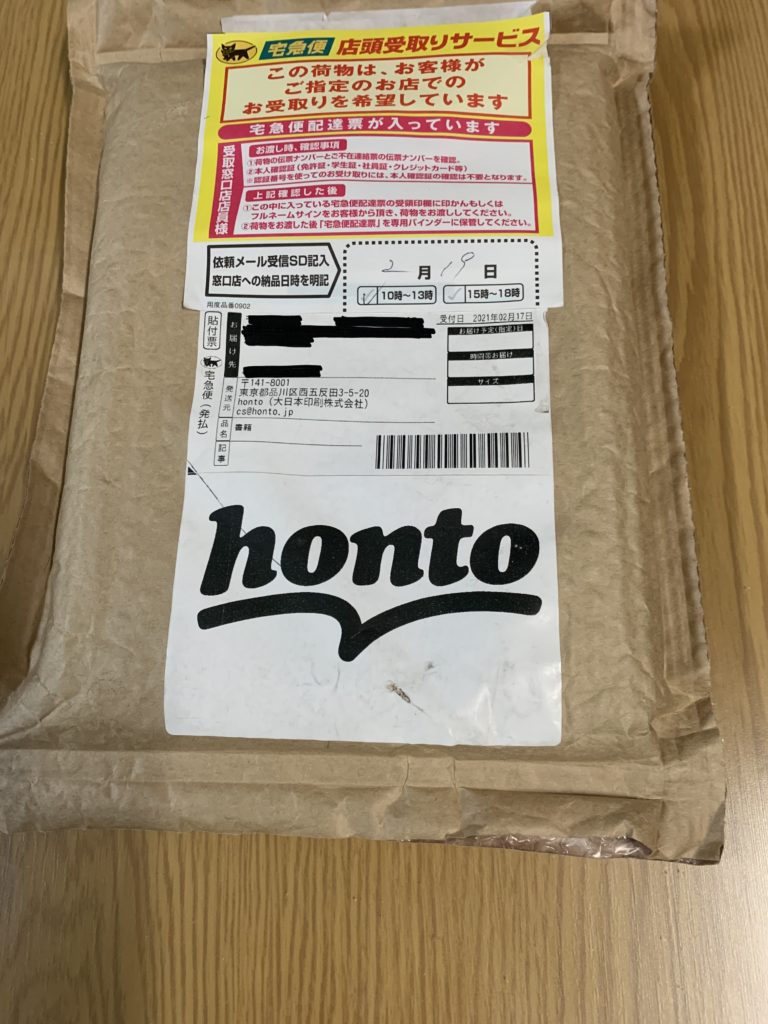 宅急便 店頭受取りサービス
この荷物は、お客様が
ご指定のお店での
お受取りを希望しています
宅急便配達票が入っています
受取窓口店店員様
お渡し時、確認事項
①荷物の伝票ナンバーとご不在連絡票の伝票ナンバーを確認。
②本人確認証（免許証・学生証・社員証・クレジットカード等）
※認証番号を使ってのお受け取りには、本人確認証の確認は不要となります。
上記確認した後
①この中に入っている宅急便配達票の受領印欄に印かんもしくは
フルネームサインをお客様から頂き、荷物をお渡ししてください。
②荷物をお渡した後「宅急便配達票」を専用バインダーに保管してください。
依頼メール受信SD記入
窓口店への納品日時を明記
2月19日
10時～13時 15時～18時
用度品番0902
貼付票
宅急便（発払）
お届け先
受付日 2021年02月17日
お届け予定(指定)日
時間帯お届け
サイズ
発送元
〒141-8001
東京都品川区西五反田3-5-20
honto（大日本印刷株式会社）
cs@honto.jp
品名 書籍
記事
honto